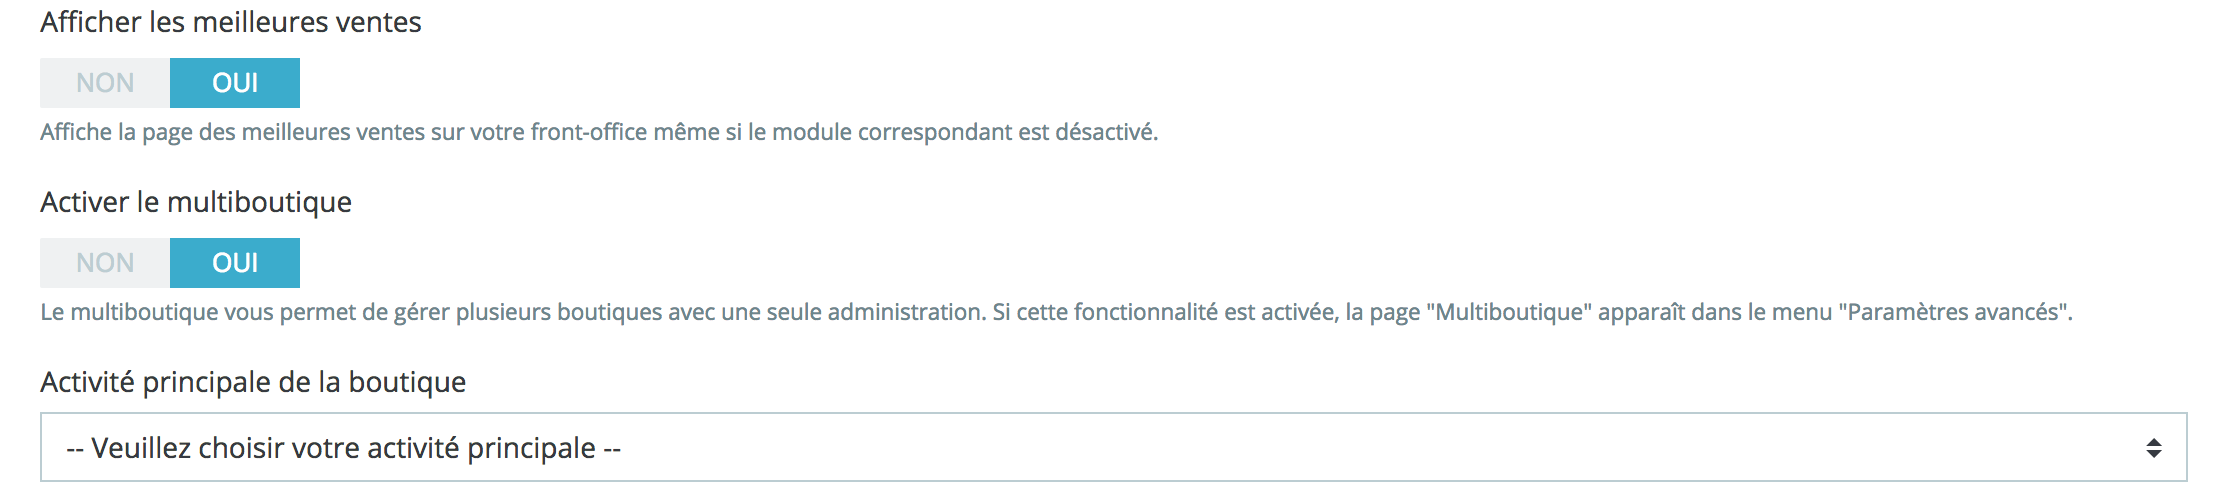 Afficher les meilleures ventes
NON OUI
Affiche la page des meilleures ventes sur votre front-office même si le module correspondant est désactivé.
Activer le multiboutique
NON OUI
Le multiboutique vous permet de gérer plusieurs boutiques avec une seule administration. Si cette fonctionnalité est activée, la page "Multiboutique" apparaît dans le menu "Paramètres avancés".
Activité principale de la boutique
-- Veuillez choisir votre activité principale --